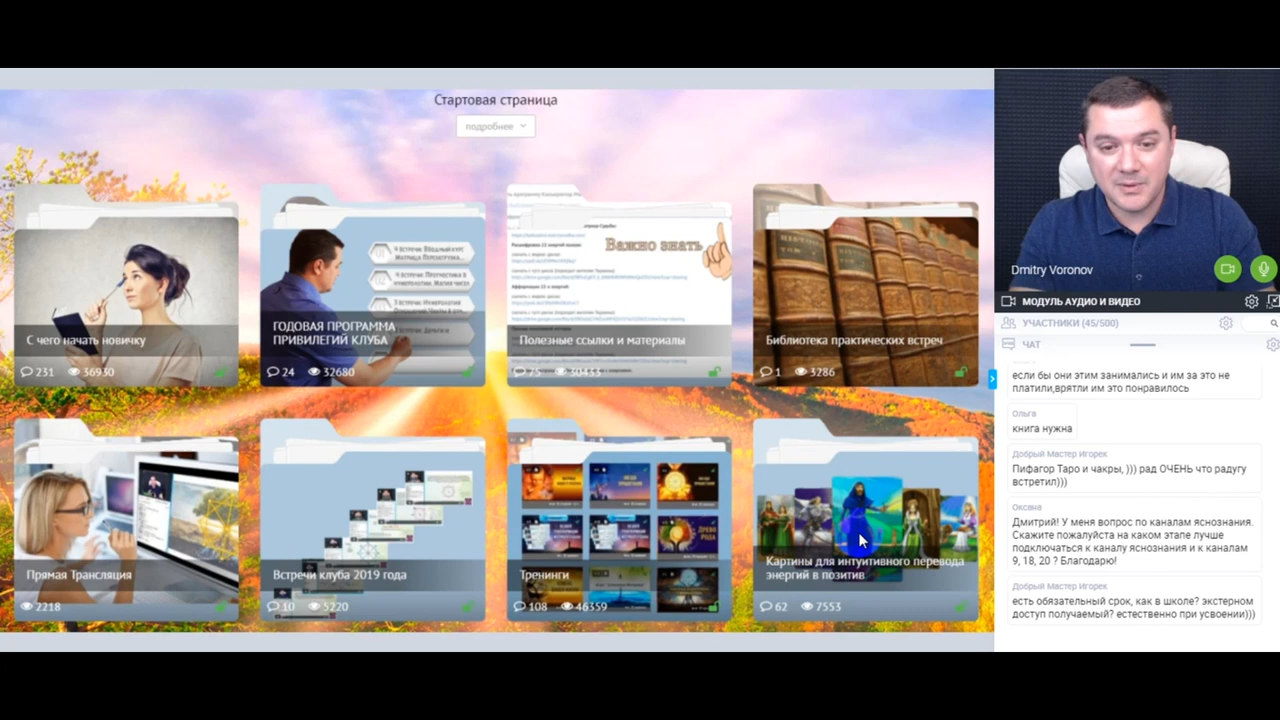 Стартовая страница
подробнее
Важно знать
С чего начать новичку
231 36930
ГОДОВАЯ ПРОГРАММА
ПРИВИЛЕГИЙ КЛУБА
24 32680
Полезные ссылки и материалы
Библиотека практических встреч
1 3286
Прямая Трансляция
2218
Встречи клуба 2019 года
10 5220
Тренинги
108 46359
Картины для интуитивного перевода
энергий в позитив
62 7553
Dmitry Voronov
МОДУЛЬ АУДИО И ВИДЕО
УЧАСТНИКИ (45/500)
ЧАТ
если бы они этим занимались и им за это не
платили,врятли им это понравилось
Ольга
книга нужна
Добрый Мастер Игорек
Пифагор Таро и чакры, ))) рад ОЧЕНЬ что радугу
встретил)))
Оксана
Дмитрий! У меня вопрос по каналам яснознания.
Скажите пожалуйста на каком этапе лучше
подключаться к каналу яснознания и к каналам
9, 18, 20 ? Благодарю!
Добрый Мастер Игорек
есть обязательный срок, как в школе? экстерном
доступ получаемый? естественно при усвоении)))